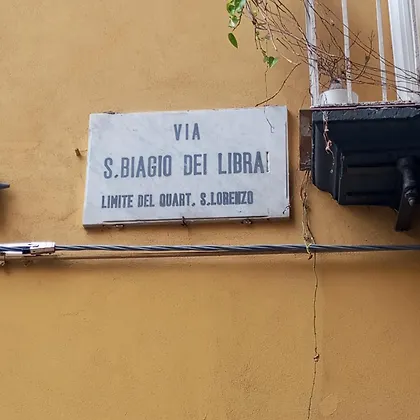 VIA
S.BIAGIO DEI LIBRAI
LIMITE DEL QUART. S.LORENZO